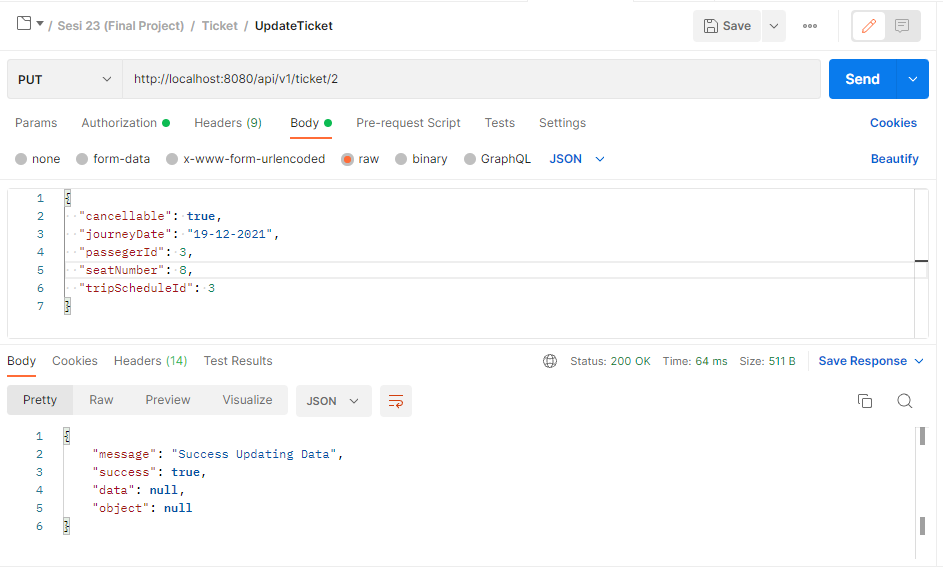 / Sesi 23 (Final Project) / Ticket / UpdateTicket Save
PUT http://localhost:8080/api/v1/ticket/2 Send
Params Authorization Headers (9) Body Pre-request Script Tests Settings Cookies
none form-data x-www-form-urlencoded raw binary GraphQL JSON Beautify
1 {
2 "cancellable": true,
3 "journeyDate": "19-12-2021",
4 "passegerId": 3,
5 "seatNumber": 8,
6 "tripScheduleId": 3
7 }
Body Cookies Headers (14) Test Results Status: 200 OK Time: 64 ms Size: 511 B Save Response
Pretty Raw Preview Visualize JSON
1 {
2 "message": "Success Updating Data",
3 "success": true,
4 "data": null,
5 "object": null
6 }